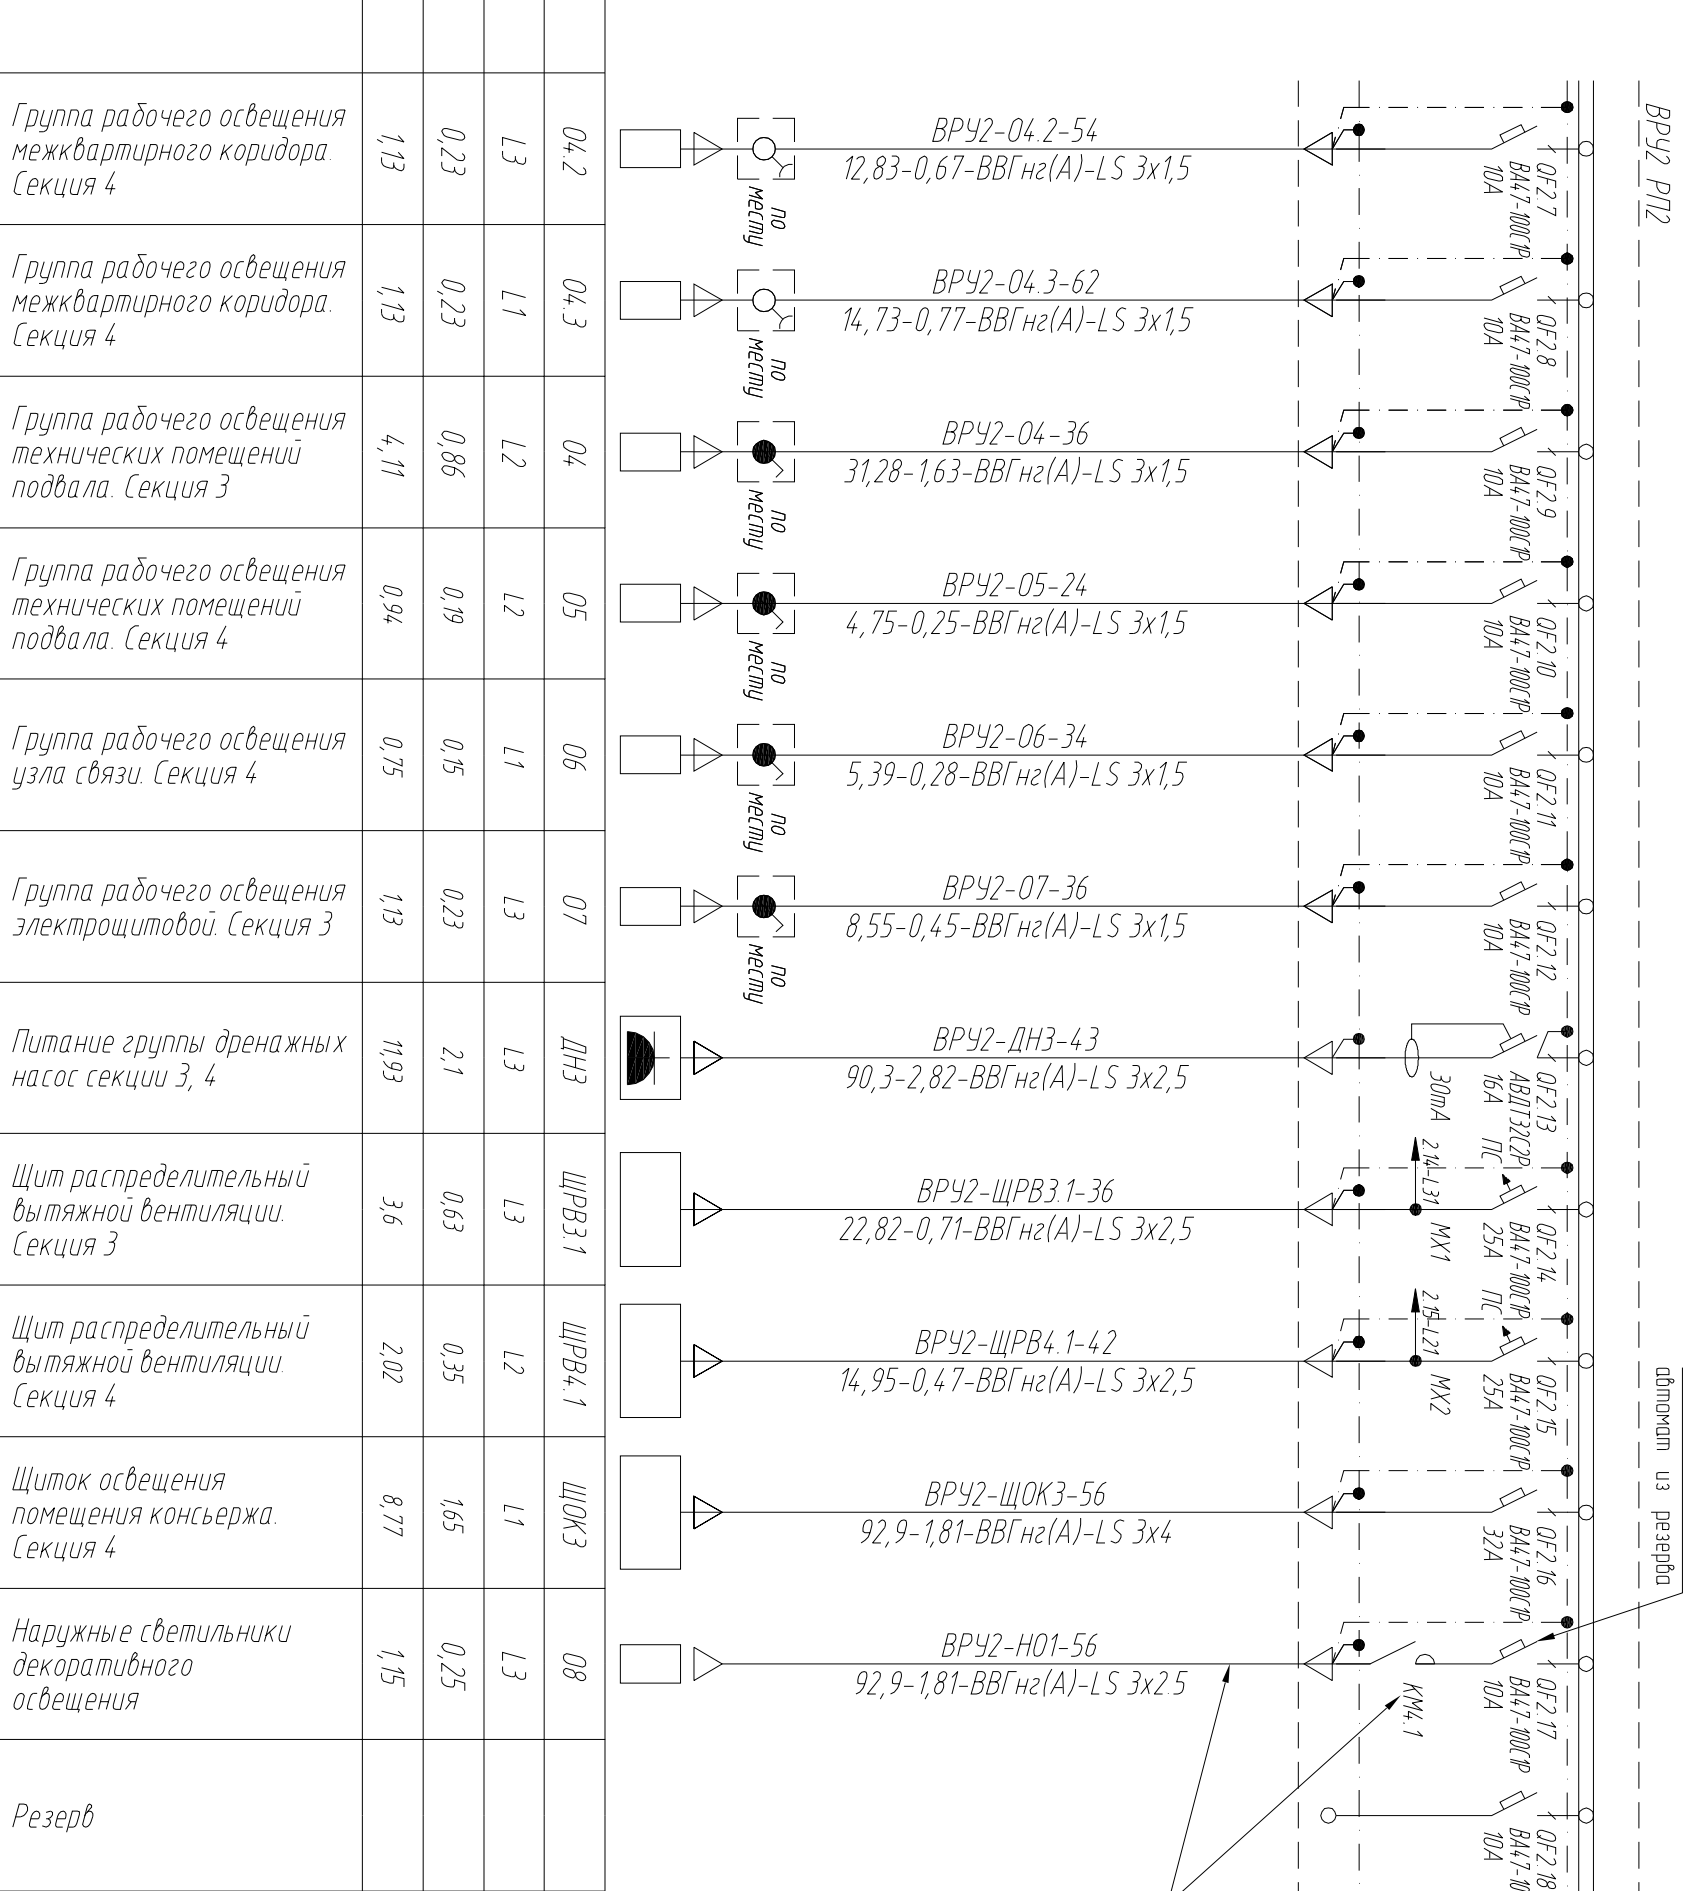 ВРУ2 РП2
Группа рабочего освещения
межквартирного коридора.
Секция 4
1,13
0,23
L3
04.2
по
месту
ВРУ2-04.2-54
12,83-0,67-ВВГнг(А)-LS 3х1,5
QF2.7
ВА47-100С1Р
10А
Группа рабочего освещения
межквартирного коридора.
Секция 4
1,13
0,23
L1
04.3
по
месту
ВРУ2-04.3-62
14,73-0,77-ВВГнг(А)-LS 3х1,5
QF2.8
ВА47-100С1Р
10А
Группа рабочего освещения
технических помещений
подвала. Секция 3
4,11
0,86
L2
04
по
месту
ВРУ2-04-36
31,28-1,63-ВВГнг(А)-LS 3х1,5
QF2.9
ВА47-100С1Р
10А
Группа рабочего освещения
технических помещений
подвала. Секция 4
0,94
0,19
L2
05
по
месту
ВРУ2-05-24
4,75-0,25-ВВГнг(А)-LS 3х1,5
QF2.10
ВА47-100С1Р
10А
Группа рабочего освещения
узла связи. Секция 4
0,75
0,15
L1
06
по
месту
ВРУ2-06-34
5,39-0,28-ВВГнг(А)-LS 3х1,5
QF2.11
ВА47-100С1Р
10А
Группа рабочего освещения
электрощитовой. Секция 3
1,13
0,23
L3
07
по
месту
ВРУ2-07-36
8,55-0,45-ВВГнг(А)-LS 3х1,5
QF2.12
ВА47-100С1Р
10А
Питание группы дренажных
насос секции 3, 4
11,93
2,1
L3
ДН3
ВРУ2-ДН3-43
90,3-2,82-ВВГнг(А)-LS 3х2,5
30mA
QF2.13
АВДТ32С2Р
16А
Щит распределительный
вытяжной вентиляции.
Секция 3
3,6
0,63
L3
ЩРВ3.1
ВРУ2-ЩРВ3.1-36
22,82-0,71-ВВГнг(А)-LS 3х2,5
2.14-L31
МХ1
ПС
QF2.14
ВА47-100С1Р
25А
Щит распределительный
вытяжной вентиляции.
Секция 4
2,02
0,35
L2
ЩРВ4.1
ВРУ2-ЩРВ4.1-42
14,95-0,47-ВВГнг(А)-LS 3х2,5
2.15-L21
МХ2
ПС
QF2.15
ВА47-100С1Р
25А
Щиток освещения
помещения консьержа.
Секция 4
8,77
1,65
L1
ЩОК3
ВРУ2-ЩОК3-56
92,9-1,81-ВВГнг(А)-LS 3х4
QF2.16
ВА47-100С1Р
32А
автомат из резерва
Наружные светильники
декоративного
освещения
1,15
0,25
L3
08
ВРУ2-НО1-56
92,9-1,81-ВВГнг(А)-LS 3х2.5
КМ4.1
QF2.17
ВА47-100С1Р
10А
Резерв
QF2.18
ВА47-10
10А